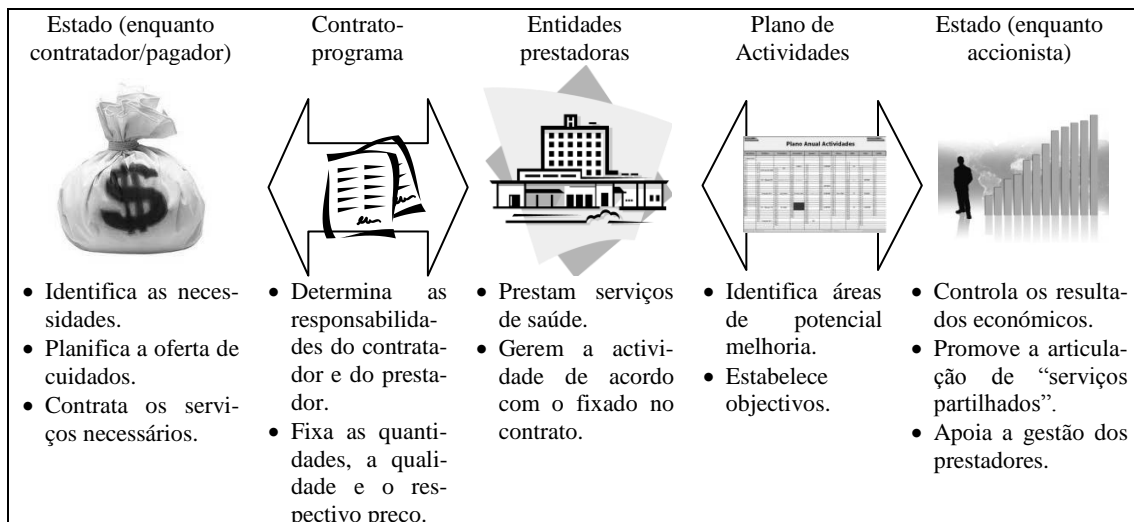 Estado (enquanto
contratador/pagador)
Contrato-
programa
Entidades
prestadoras
Plano de
Actividades
Estado (enquanto
accionista)
$
H
Plano Anual Actividades
• Identifica as neces-
sidades.
• Planifica a oferta de
cuidados.
• Contrata os servi-
ços necessários.
• Determina as
responsabilida-
des do contrata-
dor e do presta-
dor.
• Fixa as quanti-
dades, a quali-
dade e o res-
pectivo preço.
• Prestam serviços
de saúde.
• Gerem a activi-
dade de acordo
com o fixado no
contrato.
• Identifica áreas
de potencial
melhoria.
• Estabelece
objectivos.
• Controla os resulta-
dos económicos.
• Promove a articula-
ção de “serviços
partilhados”.
• Apoia a gestão dos
prestadores.